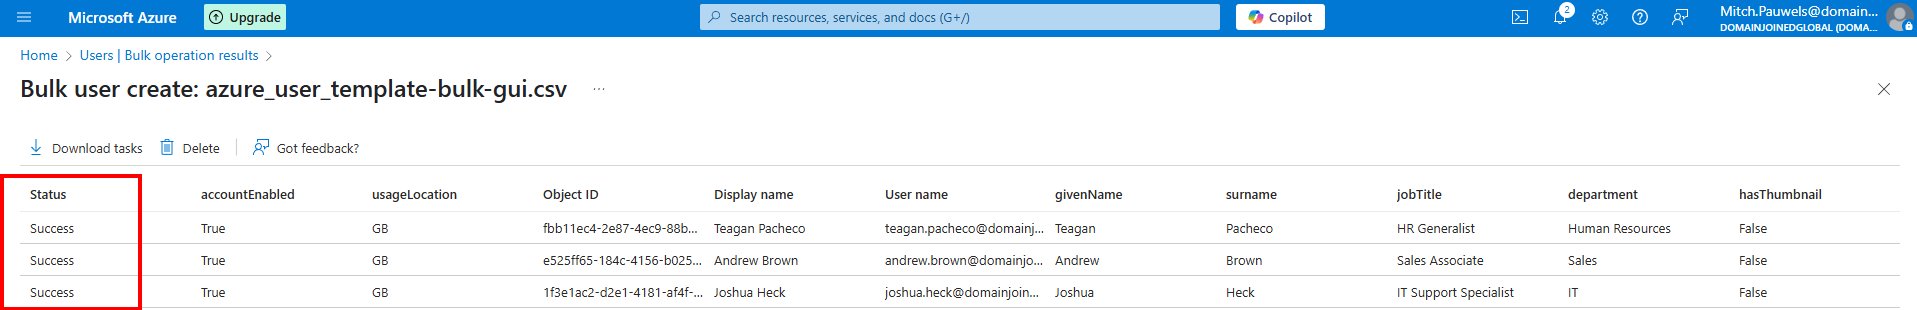 Microsoft Azure Upgrade Search resources, services, and docs (G+/) Copilot 2 Mitch.Pauwels@domain...
DOMAINJOINEDGLOBAL (DOMA...
Home > Users | Bulk operation results >
Bulk user create: azure_user_template-bulk-gui.csv ...
Download tasks Delete Got feedback?
Status accountEnabled usageLocation Object ID Display name User name givenName surname jobTitle department hasThumbnail
Success True GB fbb11ec4-2e87-4ec9-88b... Teagan Pacheco teagan.pacheco@domainj... Teagan Pacheco HR Generalist Human Resources False
Success True GB e525ff65-184c-4156-b025... Andrew Brown andrew.brown@domainjo... Andrew Brown Sales Associate Sales False
Success True GB 1f3e1ac2-d2e1-4181-af4f-... Joshua Heck joshua.heck@domainjoin... Joshua Heck IT Support Specialist IT False